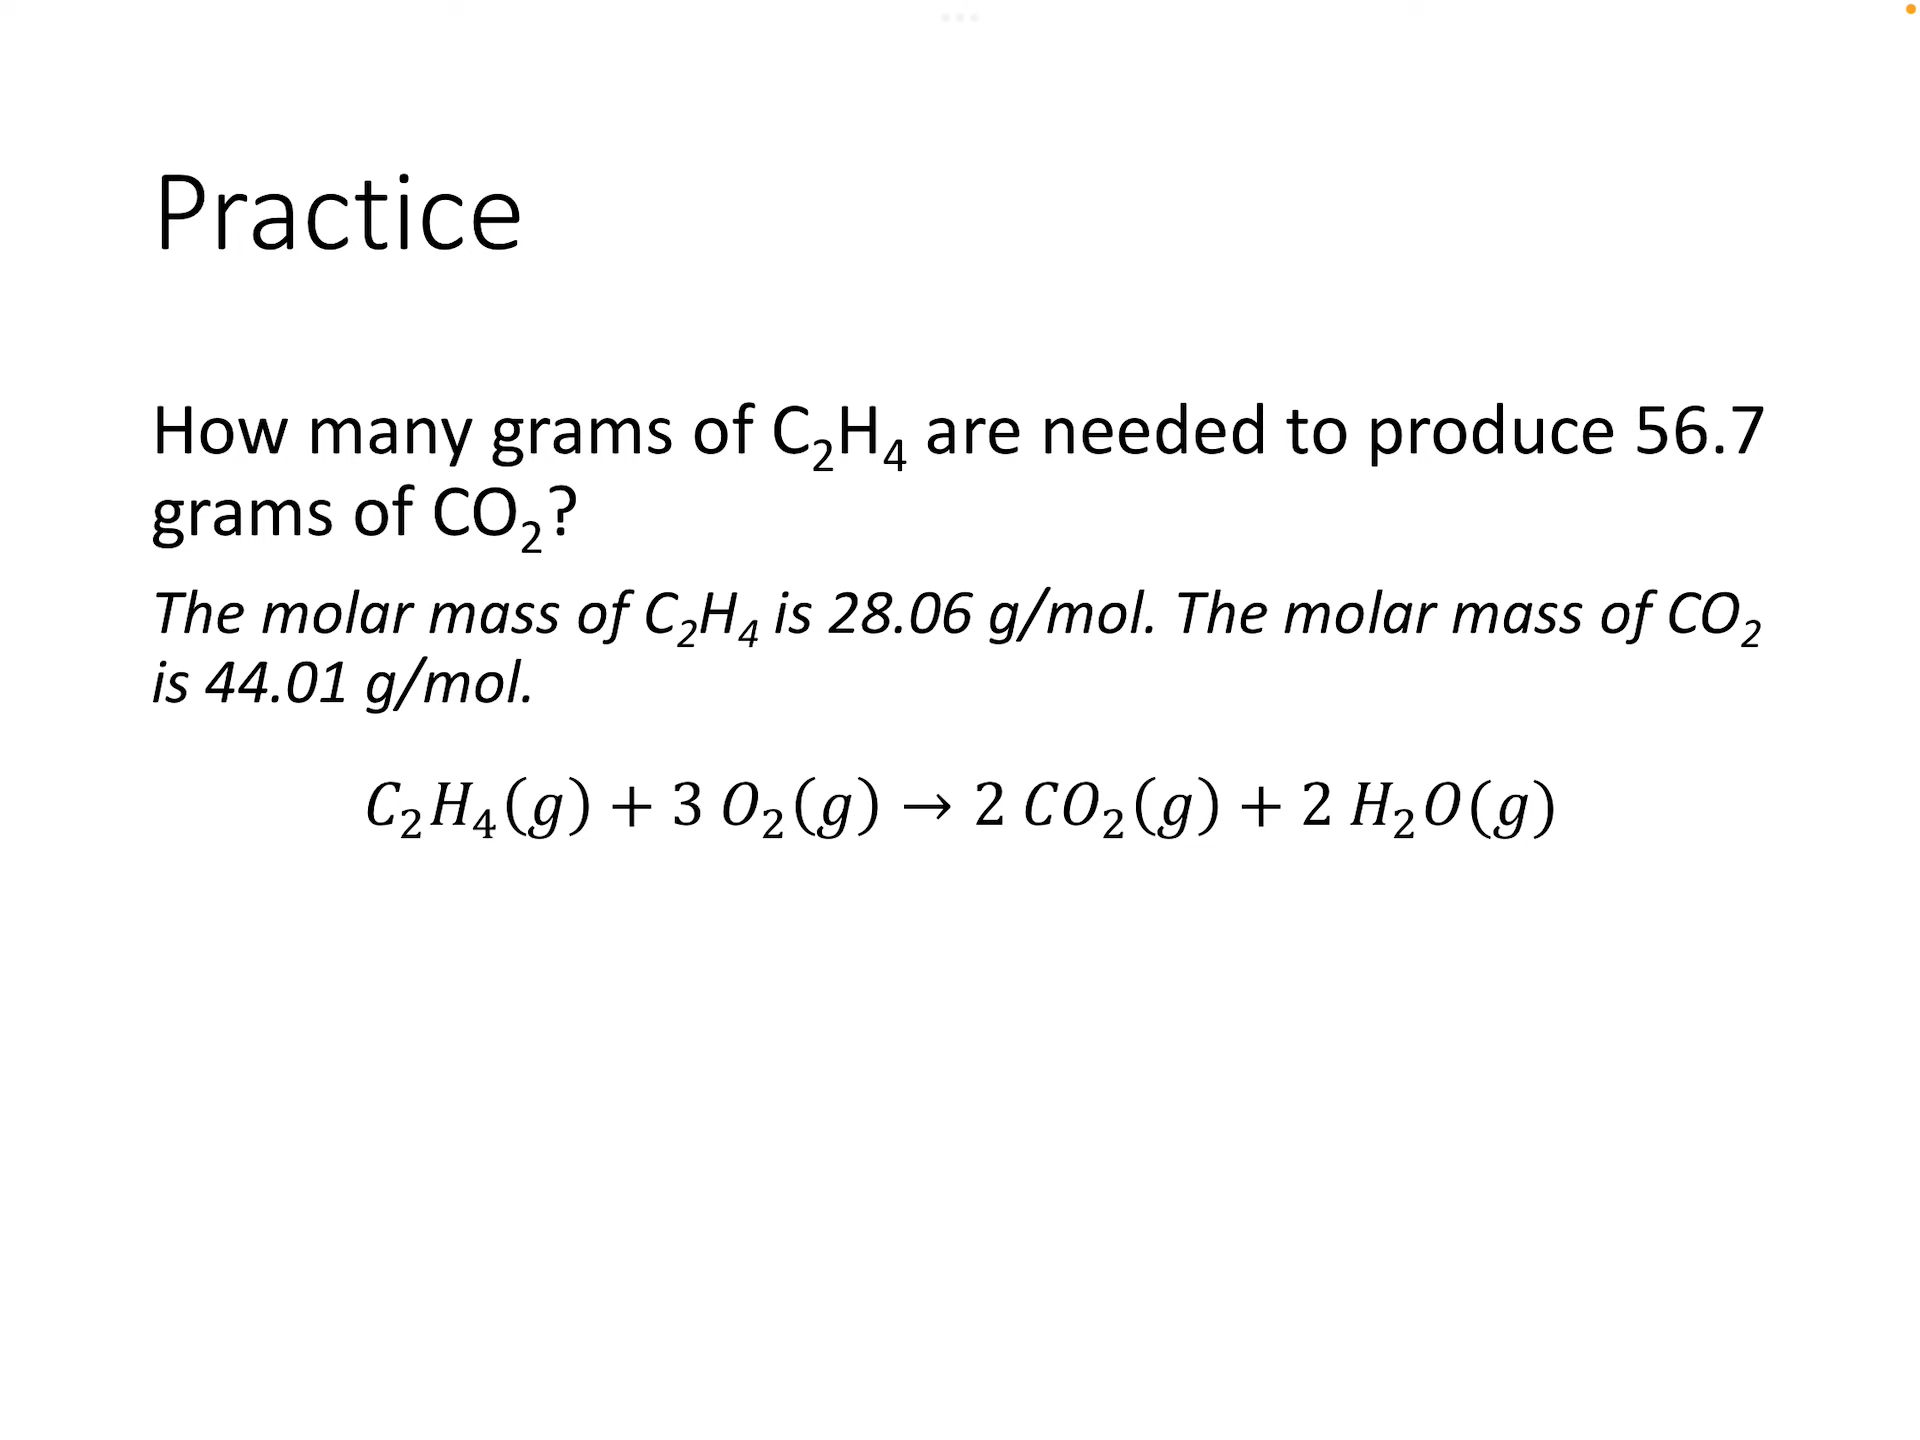 Practice
How many grams of C₂H₄ are needed to produce 56.7
grams of CO₂?
The molar mass of C₂H₄ is 28.06 g/mol. The molar mass of CO₂
is 44.01 g/mol.
C₂H₄(g) + 3 O₂(g) → 2 CO₂(g) + 2 H₂O(g)